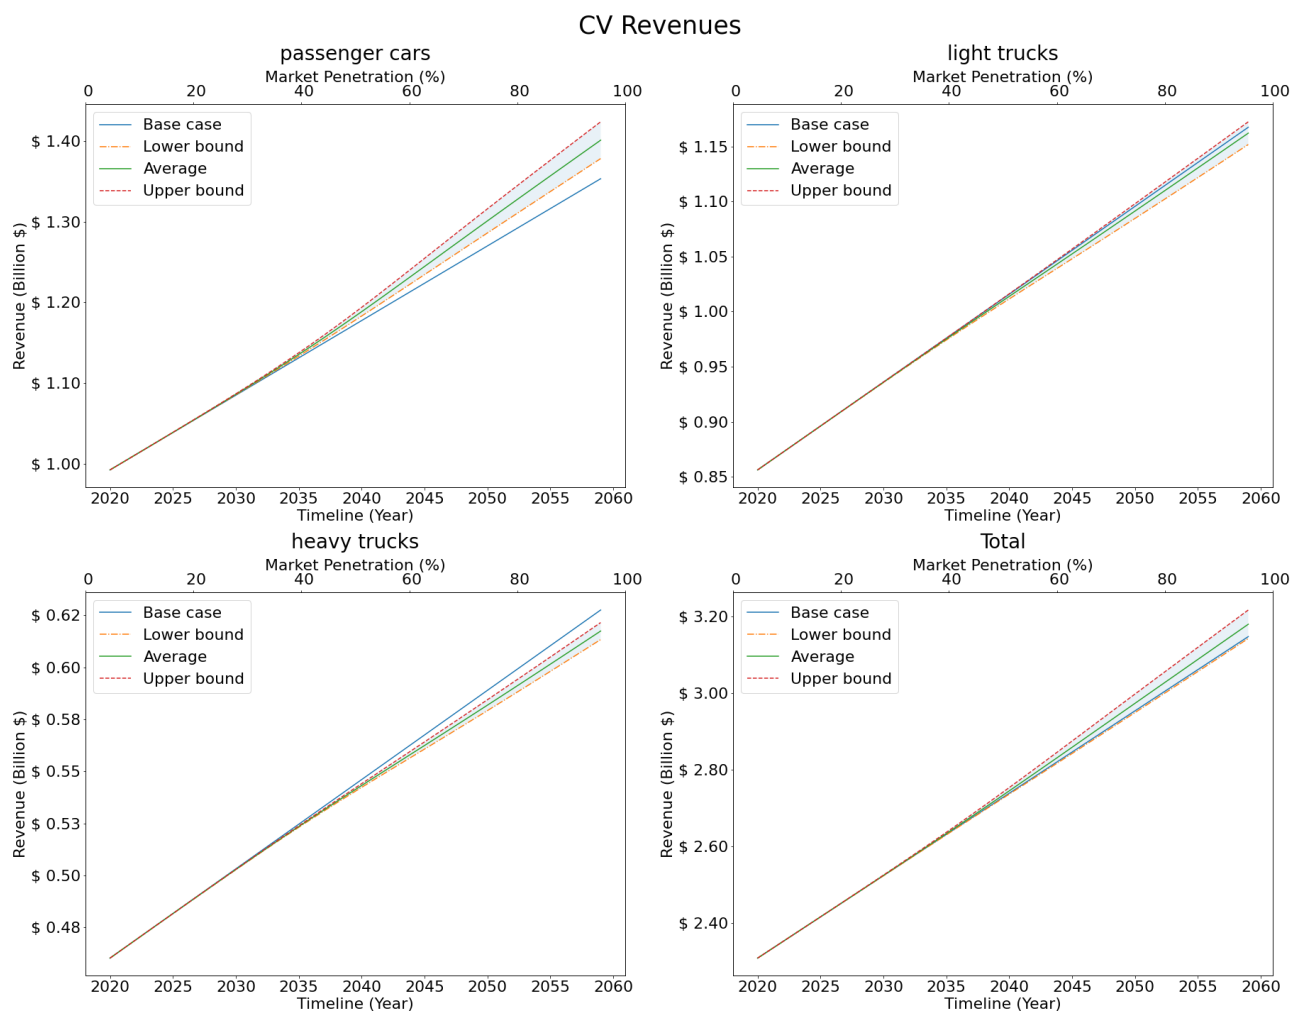 CV Revenues
passenger cars
Market Penetration (%)
0 20 40 60 80 100
Base case
Lower bound
Average
Upper bound
$ 1.40
$ 1.30
$ 1.20
$ 1.10
$ 1.00
Revenue (Billion $)
2020 2025 2030 2035 2040 2045 2050 2055 2060
Timeline (Year)
light trucks
Market Penetration (%)
0 20 40 60 80 100
Base case
Lower bound
Average
Upper bound
$ 1.15
$ 1.10
$ 1.05
$ 1.00
$ 0.95
$ 0.90
$ 0.85
Revenue (Billion $)
2020 2025 2030 2035 2040 2045 2050 2055 2060
Timeline (Year)
heavy trucks
Market Penetration (%)
0 20 40 60 80 100
Base case
Lower bound
Average
Upper bound
$ 0.62
$ 0.60
$ 0.58
$ 0.55
$ 0.53
$ 0.50
$ 0.48
Revenue (Billion $)
2020 2025 2030 2035 2040 2045 2050 2055 2060
Timeline (Year)
Total
Market Penetration (%)
0 20 40 60 80 100
Base case
Lower bound
Average
Upper bound
$ 3.20
$ 3.00
$ 2.80
$ 2.60
$ 2.40
Revenue (Billion $)
2020 2025 2030 2035 2040 2045 2050 2055 2060
Timeline (Year)